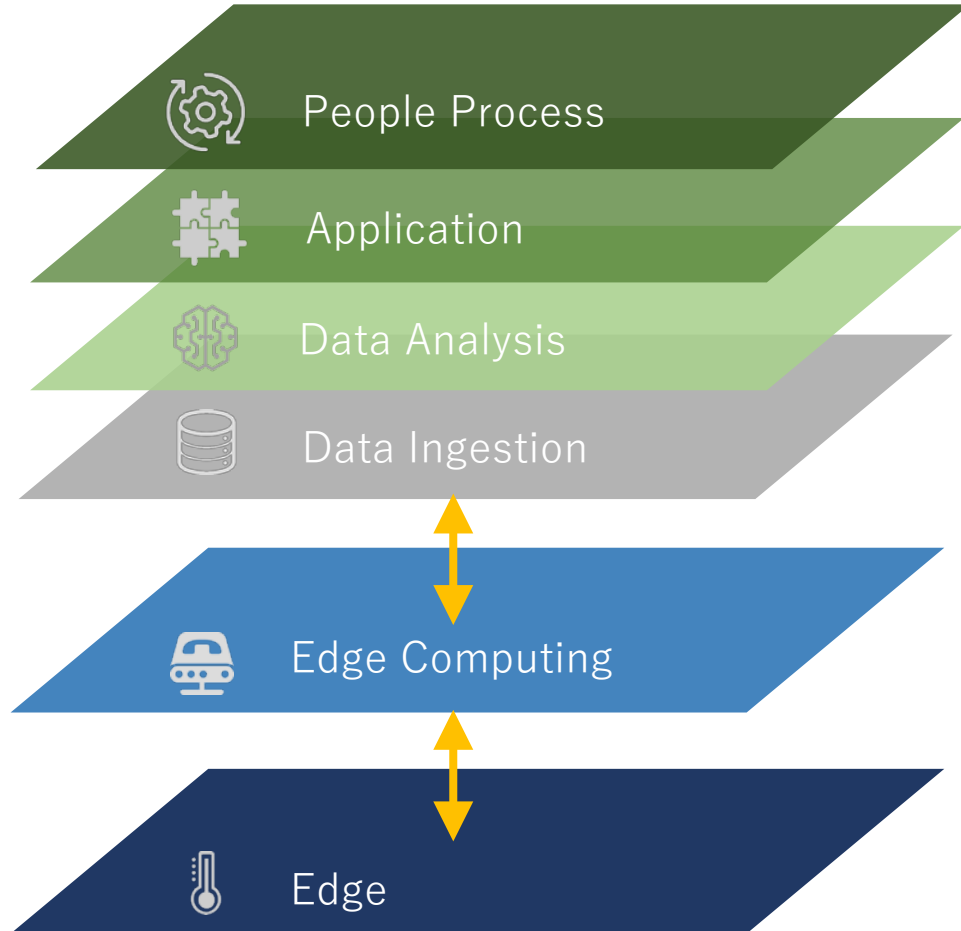 People Process
Application
Data Analysis
Data Ingestion
Edge Computing
Edge